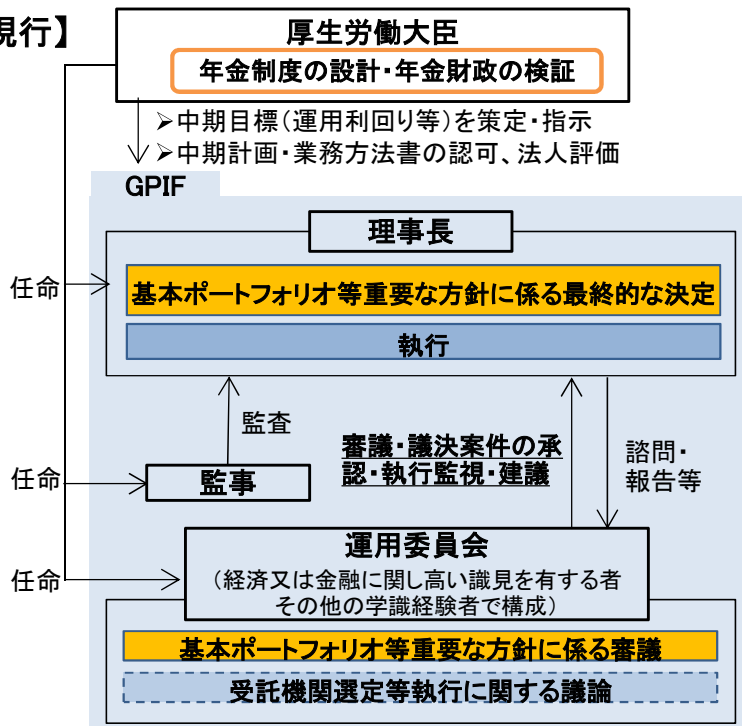 現行】
厚生労働大臣
年金制度の設計・年金財政の検証
➢中期目標（運用利回り等）を策定・指示
➢中期計画・業務方法書の認可、法人評価
GPIF
理事長
任命
基本ポートフォリオ等重要な方針に係る最終的な決定
執行
監査
審議・議決案件の承
認・執行監視・建議
諮問・
報告等
任命
監事
運用委員会
任命
（経済又は金融に関し高い識見を有する者
その他の学識経験者で構成）
基本ポートフォリオ等重要な方針に係る審議
受託機関選定等執行に関する議論